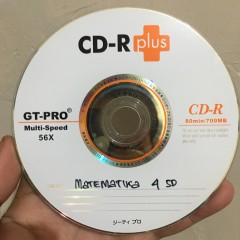 CD-R plus
GT-PRO®
Multi-Speed
56X
CD-R
80min/700MB
MATEMATIKA 4 SD
ジーティ プロ